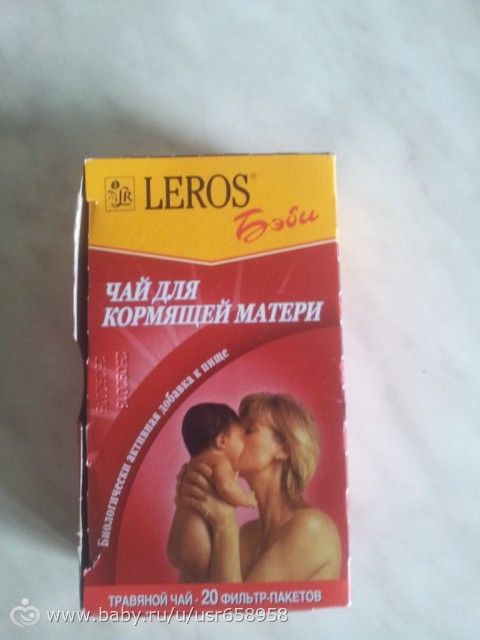 LEROS®
Бэби
ЧАЙ ДЛЯ
КОРМЯЩЕЙ МАТЕРИ
Биологически активная добавка к пище
ТРАВЯНОЙ ЧАЙ - 20 ФИЛЬТР-ПАКЕТОВ
www.baby.ru/u/usr658958